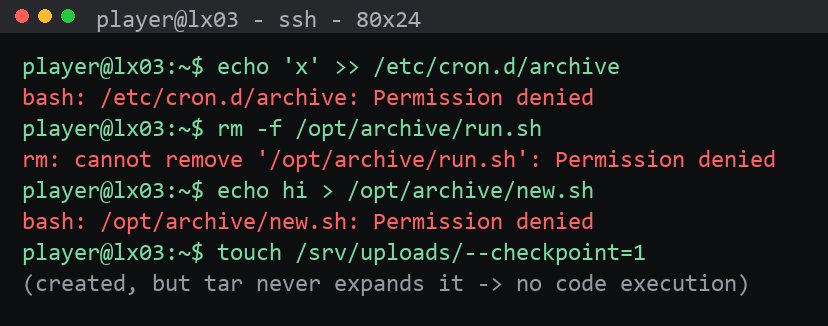 player@lx03 - ssh - 80x24
player@lx03:~$ echo 'x' >> /etc/cron.d/archive
bash: /etc/cron.d/archive: Permission denied
player@lx03:~$ rm -f /opt/archive/run.sh
rm: cannot remove '/opt/archive/run.sh': Permission denied
player@lx03:~$ echo hi > /opt/archive/new.sh
bash: /opt/archive/new.sh: Permission denied
player@lx03:~$ touch /srv/uploads/--checkpoint=1
(created, but tar never expands it -> no code execution)